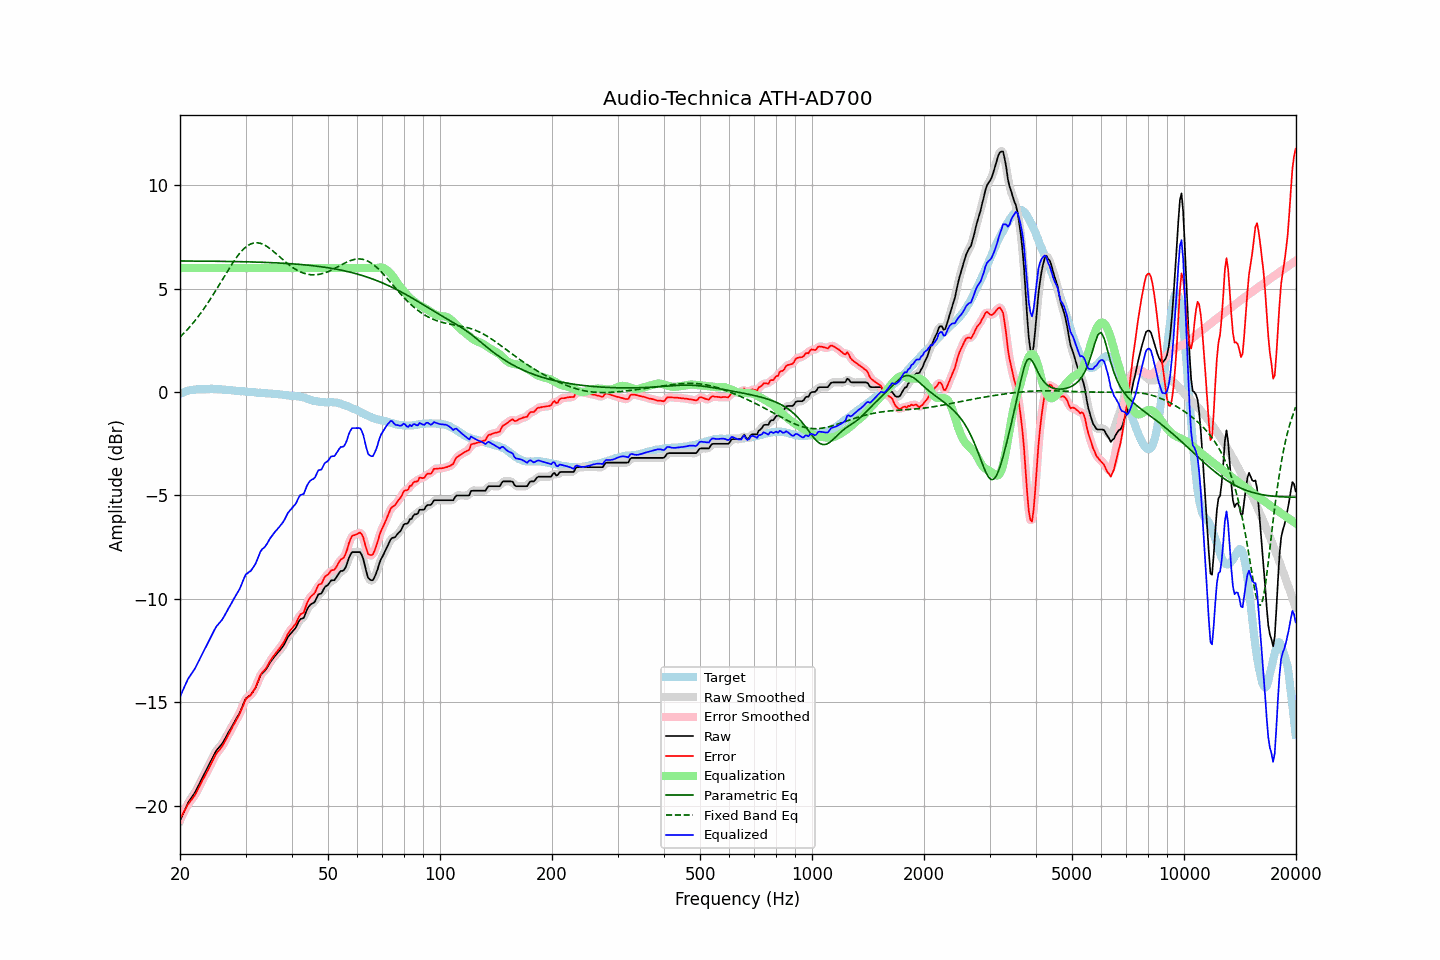 Audio-Technica ATH-AD700
Amplitude (dBr)
10
5
0
−5
−10
−15
−20
Target
Raw Smoothed
Error Smoothed
Raw
Error
Equalization
Parametric Eq
Fixed Band Eq
Equalized
20 50 100 200 500 1000 2000 5000 10000 20000
Frequency (Hz)